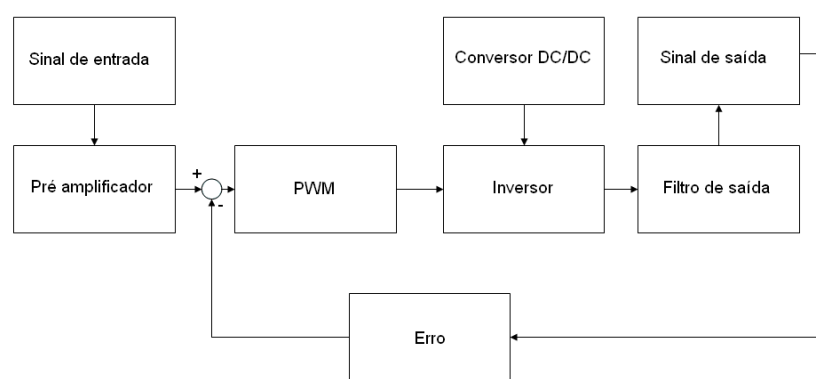 Sinal de entrada
Conversor DC/DC
Sinal de saída
Pré amplificador
+
-
PWM
Inversor
Filtro de saída
Erro